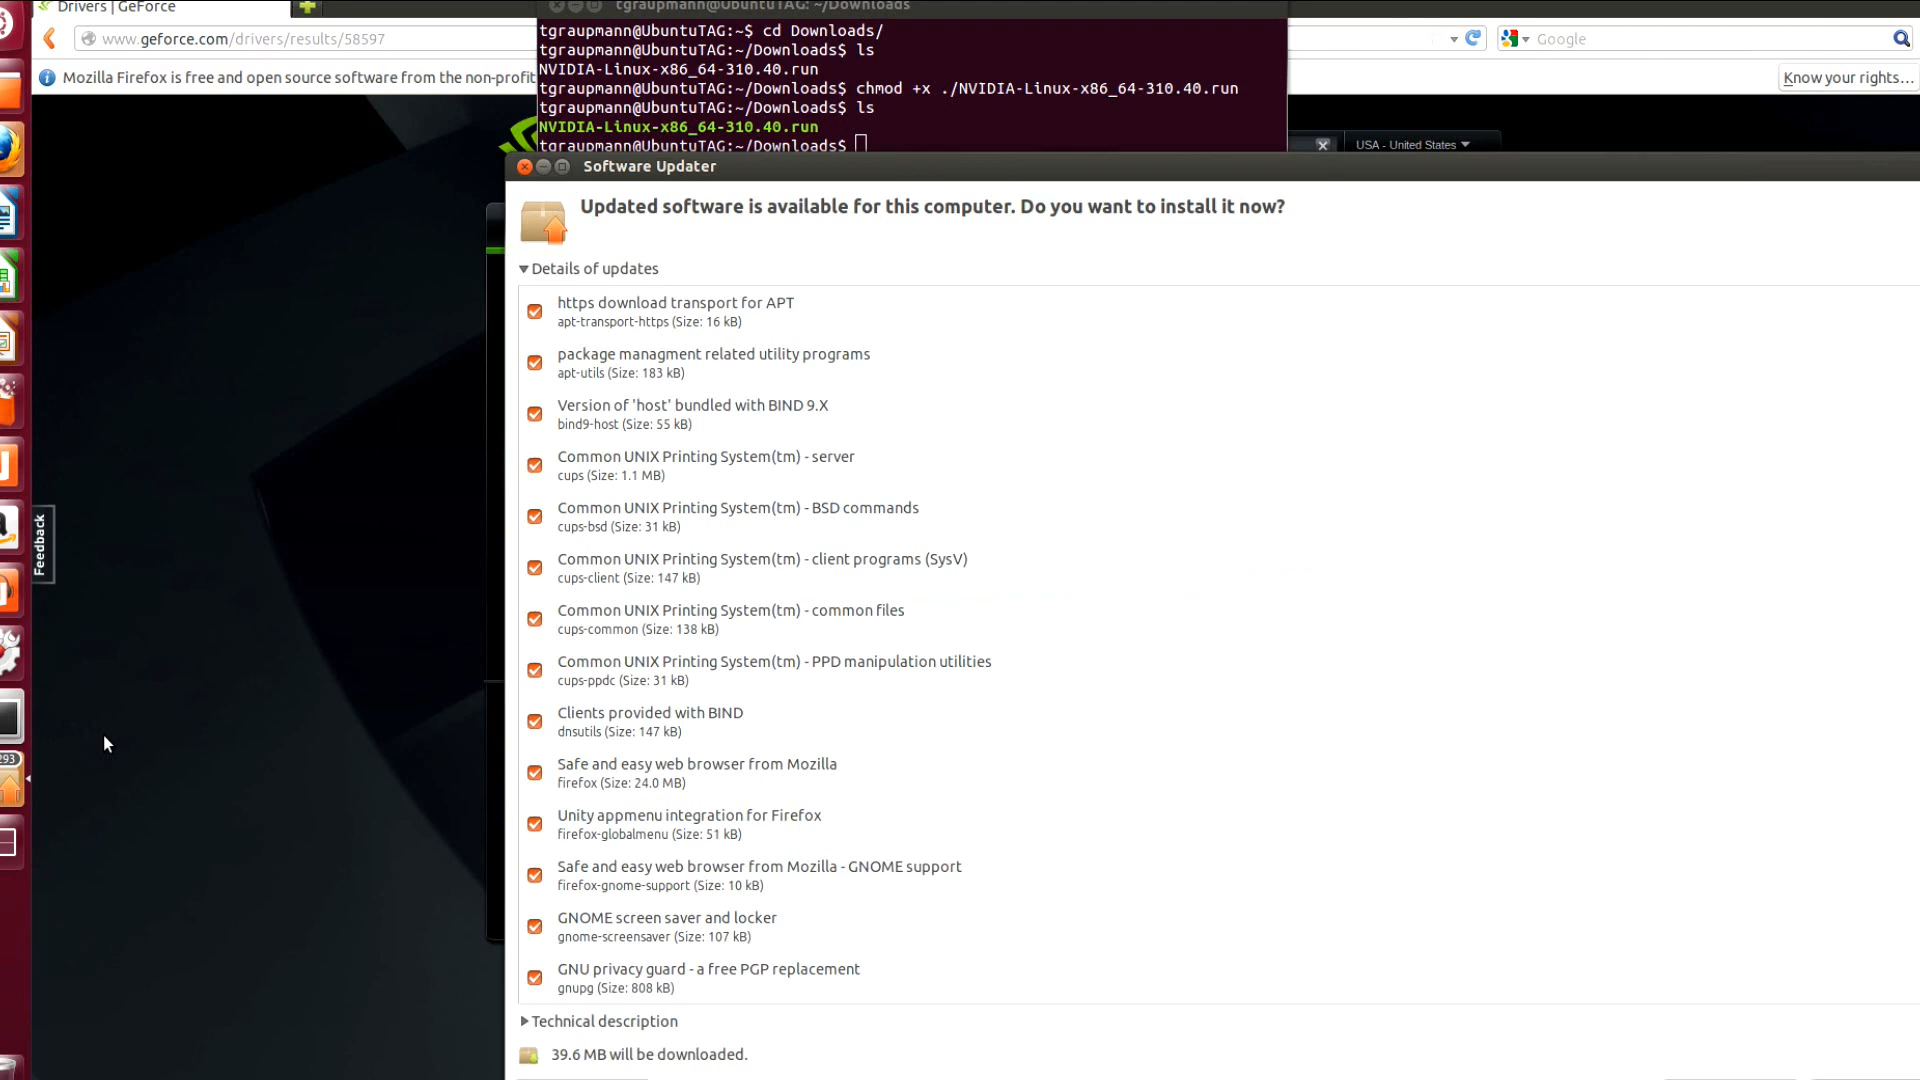 Drivers | GeForce
tgraupmann@UbuntuTAG: ~/Downloads
www.geforce.com/drivers/results/58597
Google
Mozilla Firefox is free and open source software from the non-profit
Know your rights…
tgraupmann@UbuntuTAG:~$ cd Downloads/
tgraupmann@UbuntuTAG:~/Downloads$ ls
NVIDIA-Linux-x86_64-310.40.run
tgraupmann@UbuntuTAG:~/Downloads$ chmod +x ./NVIDIA-Linux-x86_64-310.40.run
tgraupmann@UbuntuTAG:~/Downloads$ ls
NVIDIA-Linux-x86_64-310.40.run
tgraupmann@UbuntuTAG:~/Downloads$
USA - United States
Software Updater
Updated software is available for this computer. Do you want to install it now?
Details of updates
https download transport for APT
apt-transport-https (Size: 16 kB)
package managment related utility programs
apt-utils (Size: 183 kB)
Version of 'host' bundled with BIND 9.X
bind9-host (Size: 55 kB)
Common UNIX Printing System(tm) - server
cups (Size: 1.1 MB)
Common UNIX Printing System(tm) - BSD commands
cups-bsd (Size: 31 kB)
Common UNIX Printing System(tm) - client programs (SysV)
cups-client (Size: 147 kB)
Common UNIX Printing System(tm) - common files
cups-common (Size: 138 kB)
Common UNIX Printing System(tm) - PPD manipulation utilities
cups-ppdc (Size: 31 kB)
Clients provided with BIND
dnsutils (Size: 147 kB)
Safe and easy web browser from Mozilla
firefox (Size: 24.0 MB)
Unity appmenu integration for Firefox
firefox-globalmenu (Size: 51 kB)
Safe and easy web browser from Mozilla - GNOME support
firefox-gnome-support (Size: 10 kB)
GNOME screen saver and locker
gnome-screensaver (Size: 107 kB)
GNU privacy guard - a free PGP replacement
gnupg (Size: 808 kB)
Technical description
39.6 MB will be downloaded.
Feedback
293